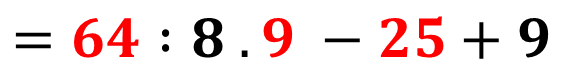 = 64 : 8 . 9 − 25 + 9